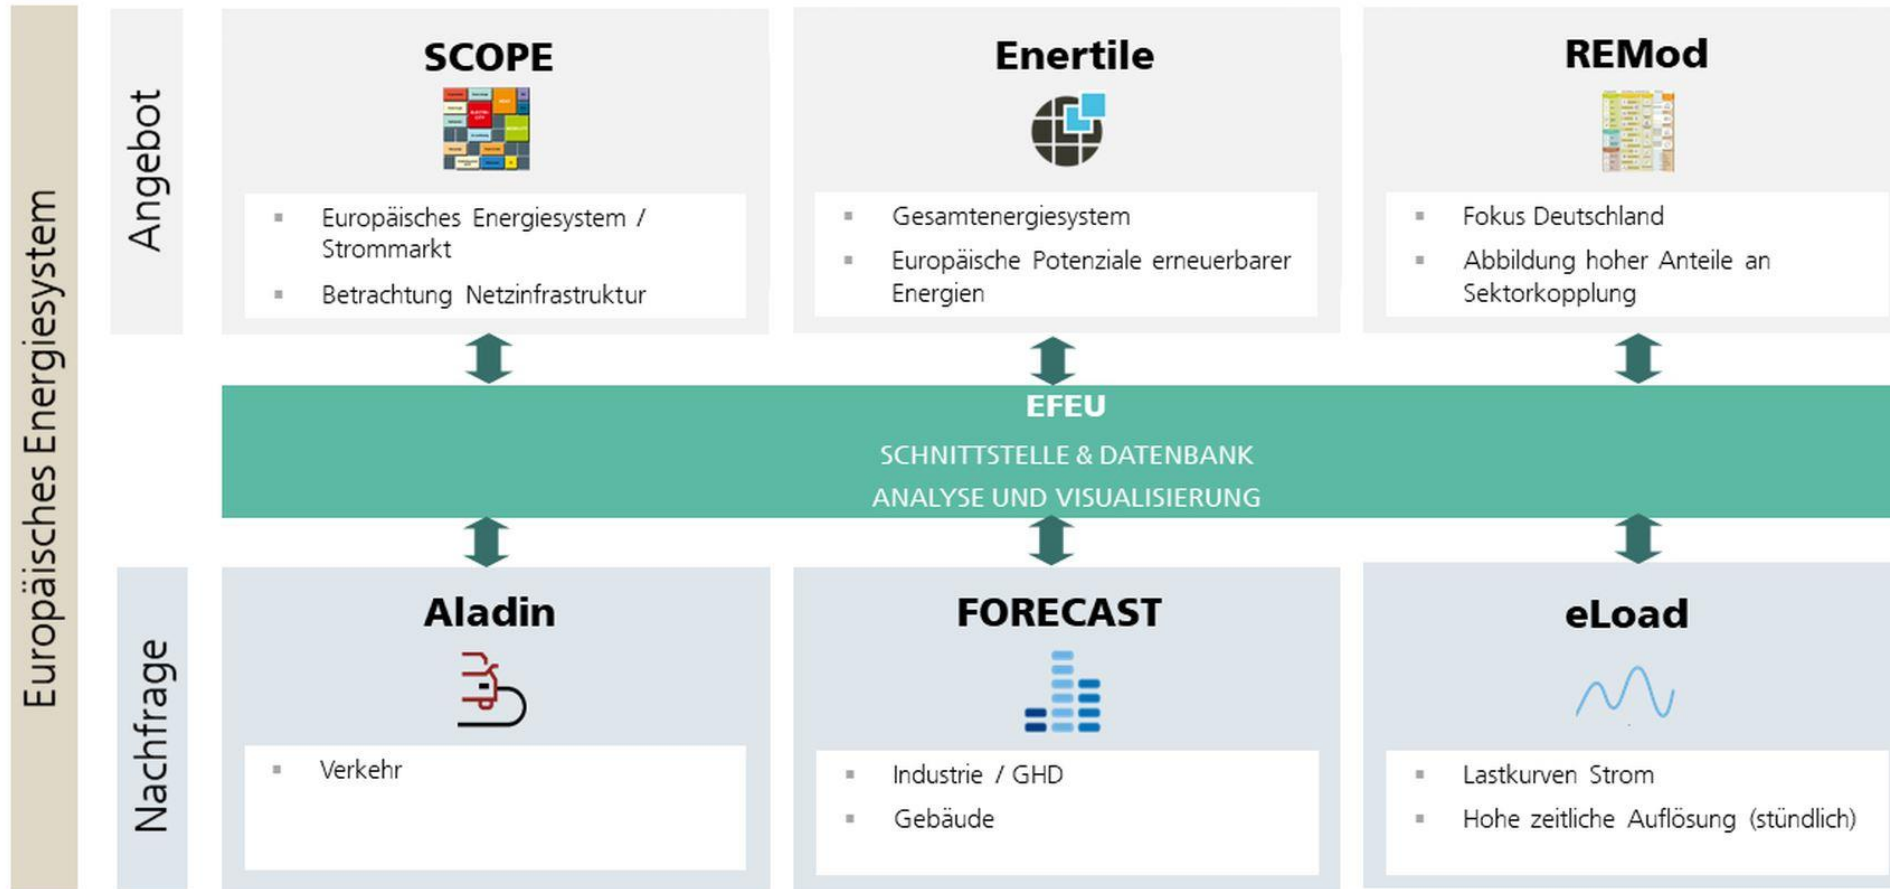 Europäisches Energiesystem
Angebot
SCOPE
Europäisches Energiesystem /
Strommarkt
Betrachtung Netzinfrastruktur
Enertile
Gesamtenergiesystem
Europäische Potenziale erneuerbarer
Energien
REMod
Fokus Deutschland
Abbildung hoher Anteile an
Sektorkopplung
EFEU
SCHNITTSTELLE & DATENBANK
ANALYSE UND VISUALISIERUNG
Nachfrage
Aladin
Verkehr
FORECAST
Industrie / GHD
Gebäude
eLoad
Lastkurven Strom
Hohe zeitliche Auflösung (stündlich)